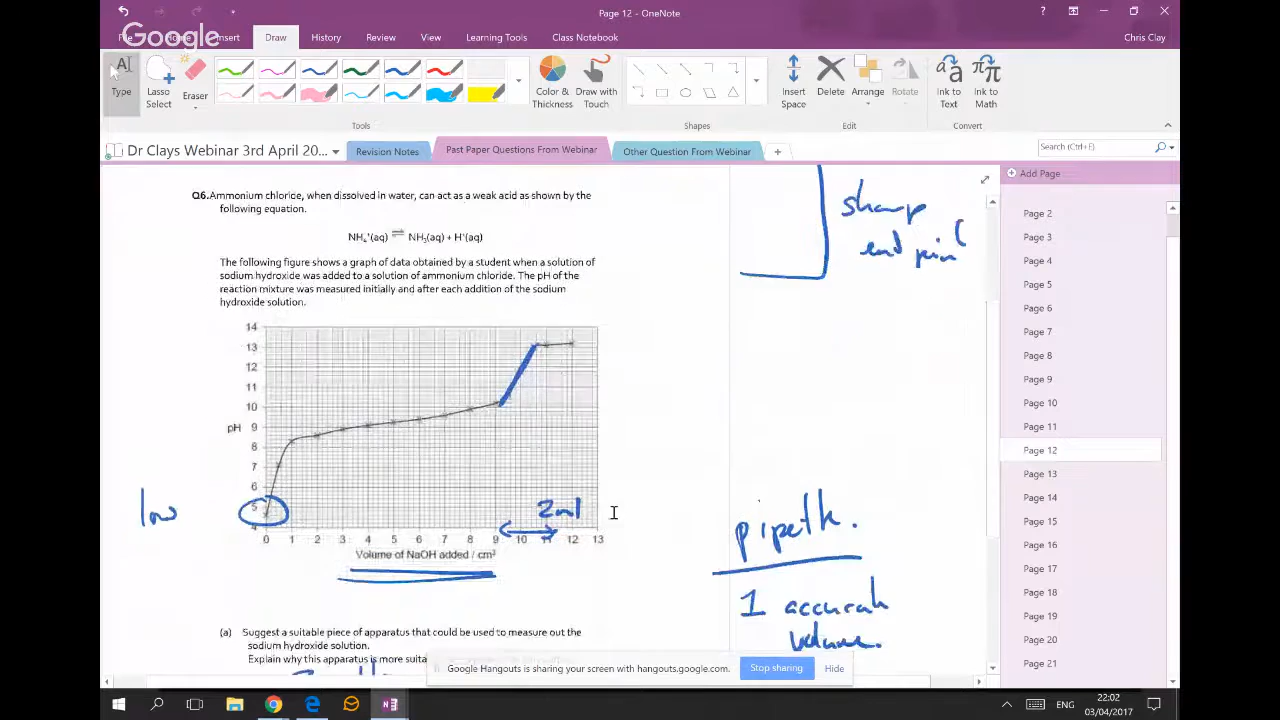 Page 12 - OneNote
Google
Insert Draw History Review View Learning Tools Class Notebook
Chris Clay
Type
Lasso Select
Eraser
Color & Thickness
Draw with Touch
Insert Space
Delete
Arrange
Rotate
Ink to Text
Ink to Math
Tools
Shapes
Edit
Convert
Dr Clays Webinar 3rd April 20...
Revision Notes
Past Paper Questions From Webinar
Other Question From Webinar
Search (Ctrl+E)
Add Page
Page 2
Page 3
Page 4
Page 5
Page 6
Page 7
Page 8
Page 9
Page 10
Page 11
Page 12
Page 13
Page 14
Page 15
Page 16
Page 17
Page 18
Page 19
Page 20
Page 21
Q6.Ammonium chloride, when dissolved in water, can act as a weak acid as shown by the
following equation.
NH₄⁺(aq) ⇌ NH₃(aq) + H⁺(aq)
The following figure shows a graph of data obtained by a student when a solution of
sodium hydroxide was added to a solution of ammonium chloride. The pH of the
reaction mixture was measured initially and after each addition of the sodium
hydroxide solution.
14
13
12
11
10
pH 9
8
7
6
5
4
0 1 2 3 4 5 6 7 8 9 10 11 12 13
Volume of NaOH added / cm³
low
2ml
sharp
end point
pipette.
1 accurate
volume.
(a) Suggest a suitable piece of apparatus that could be used to measure out the
sodium hydroxide solution.
Explain why this apparatus is more
Google Hangouts is sharing your screen with hangouts.google.com.
Stop sharing
Hide
ENG
22:02
03/04/2017